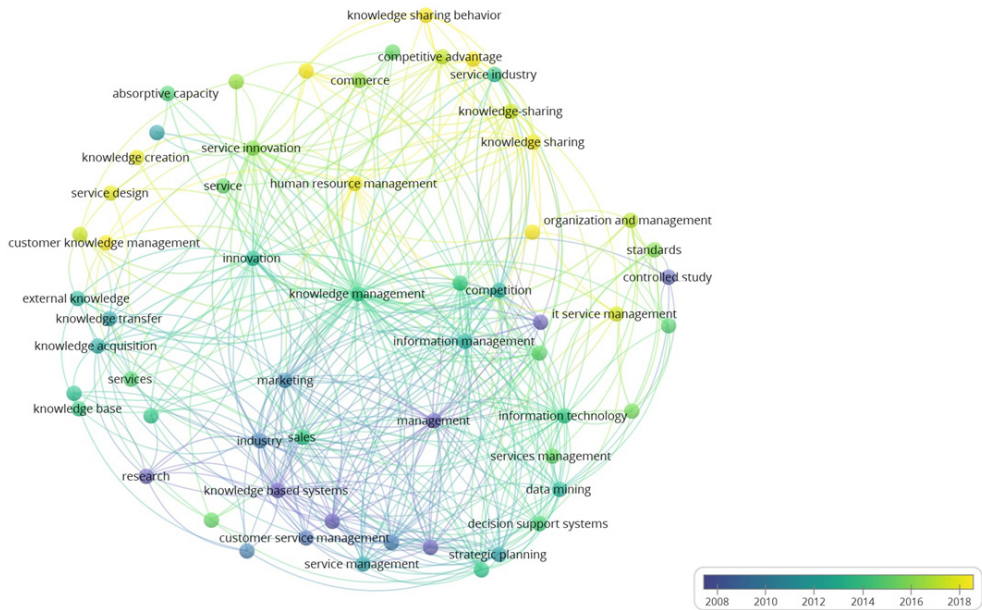 knowledge sharing behavior
competitive advantage
service industry
commerce
absorptive capacity
knowledge-sharing
knowledge sharing
service innovation
knowledge creation
service
human resource management
service design
organization and management
customer knowledge management
standards
innovation
controlled study
knowledge management
competition
external knowledge
it service management
knowledge transfer
information management
knowledge acquisition
services
marketing
knowledge base
information technology
management
industry
sales
services management
research
knowledge based systems
data mining
decision support systems
customer service management
strategic planning
service management
2008 2010 2012 2014 2016 2018